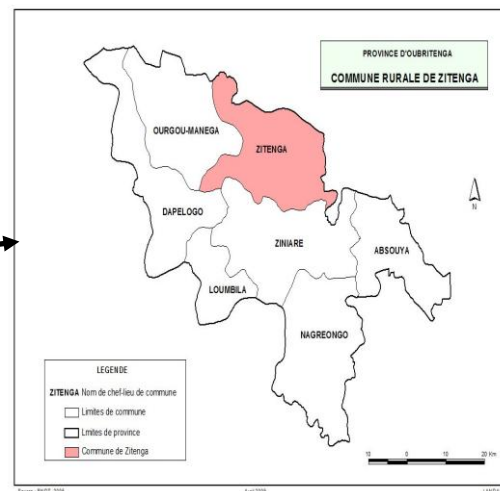 PROVINCE D'OUBRITENGA
COMMUNE RURALE DE ZITENGA
OURGOU-MANEGA
ZITENGA
DAPELOGO
ZINIARE
ABSOUYA
LOUMBILA
NAGREONGO
N
LEGENDE
ZITENGA Nom de chef-lieu de commune
Limites de commune
Lmites de province
Commune de Zitenga
10 0 10 20 Km